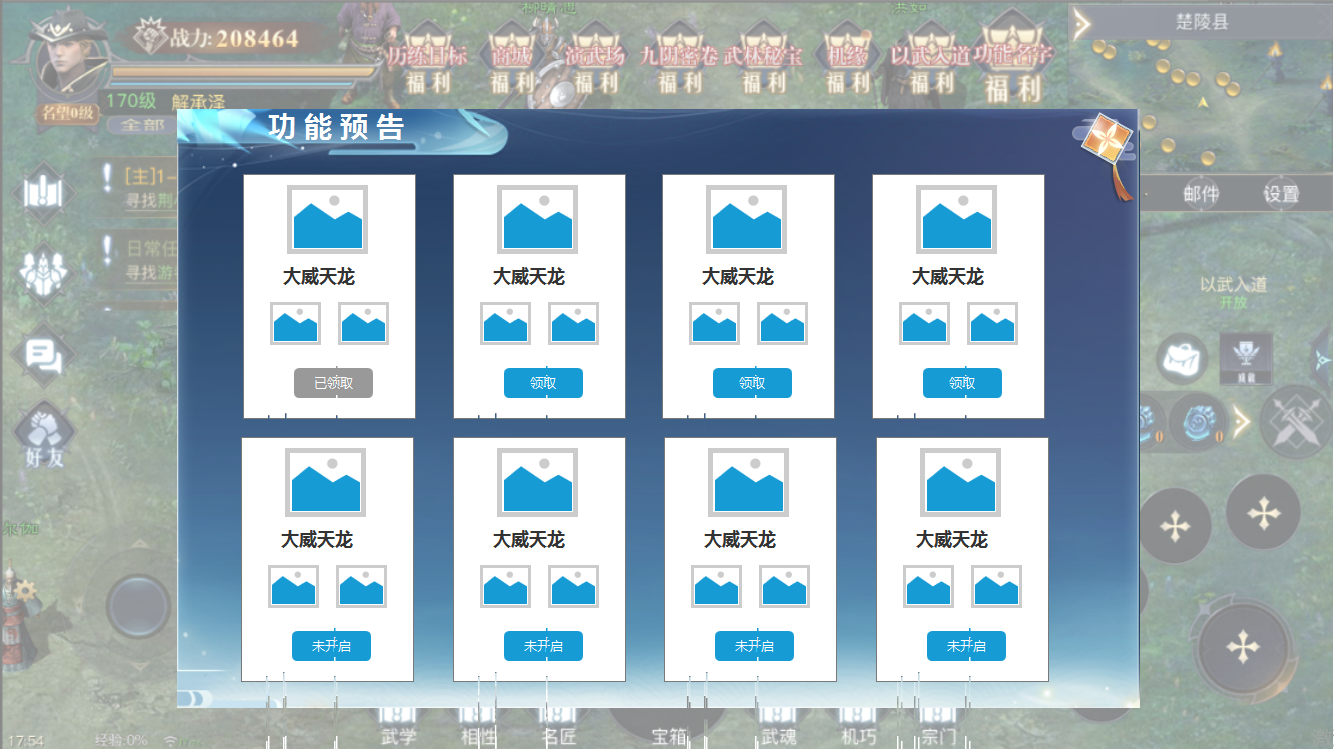 战力:208464
历练目标 商城 演武场 九阴密卷 武林秘宝 机缘 以武入道 功能名字
福利 福利 福利 福利 福利 福利 福利 福利
楚陵县
名望0级
170级 解承泽
全部
功能预告
[主]1-
寻找荆
日常任
寻找游
邮件 设置
大威天龙 大威天龙 大威天龙 大威天龙
已领取 领取 领取 领取
以武入道
开放
0 0
好友
大威天龙 大威天龙 大威天龙 大威天龙
未开启 未开启 未开启 未开启
武学 相性 名匠 宝箱 武魂 机巧 宗门
17:54 经验:0%